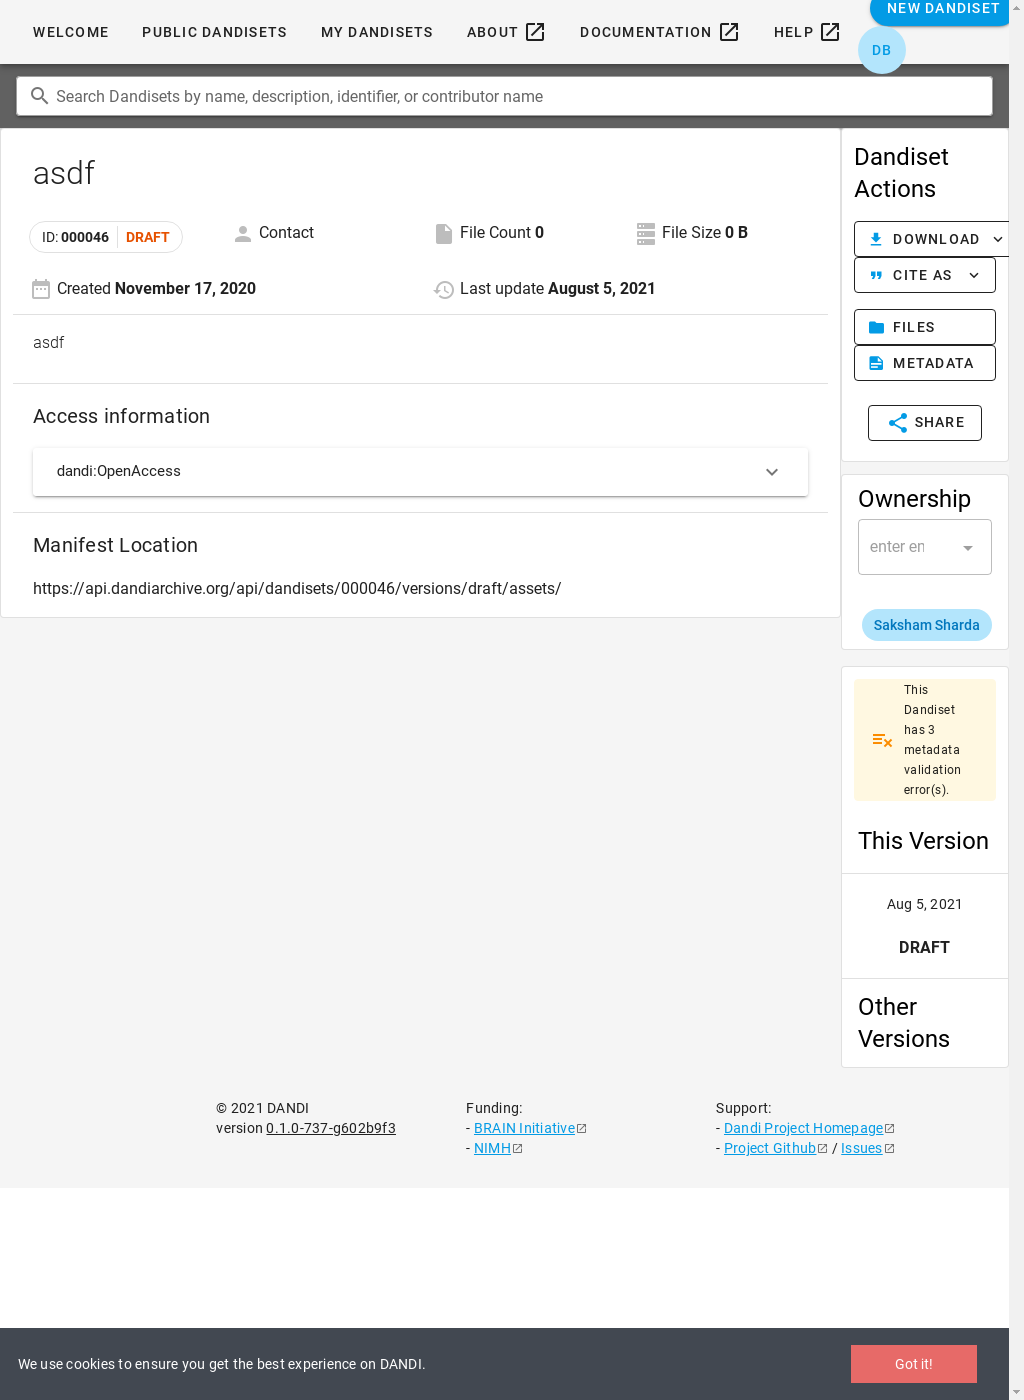 WELCOME
PUBLIC DANDISETS
MY DANDISETS
ABOUT
DOCUMENTATION
HELP
NEW DANDISET
DB
Search Dandisets by name, description, identifier, or contributor name
asdf
ID: 000046 DRAFT
Contact
File Count 0
File Size 0 B
Created November 17, 2020
Last update August 5, 2021
asdf
Access information
dandi:OpenAccess
Manifest Location
https://api.dandiarchive.org/api/dandisets/000046/versions/draft/assets/
Dandiset
Actions
DOWNLOAD
CITE AS
FILES
METADATA
SHARE
Ownership
enter en
Saksham Sharda
This
Dandiset
has 3
metadata
validation
error(s).
This Version
Aug 5, 2021
DRAFT
Other
Versions
© 2021 DANDI
version 0.1.0-737-g602b9f3
Funding:
- BRAIN Initiative
- NIMH
Support:
- Dandi Project Homepage
- Project Github / Issues
We use cookies to ensure you get the best experience on DANDI.
Got it!